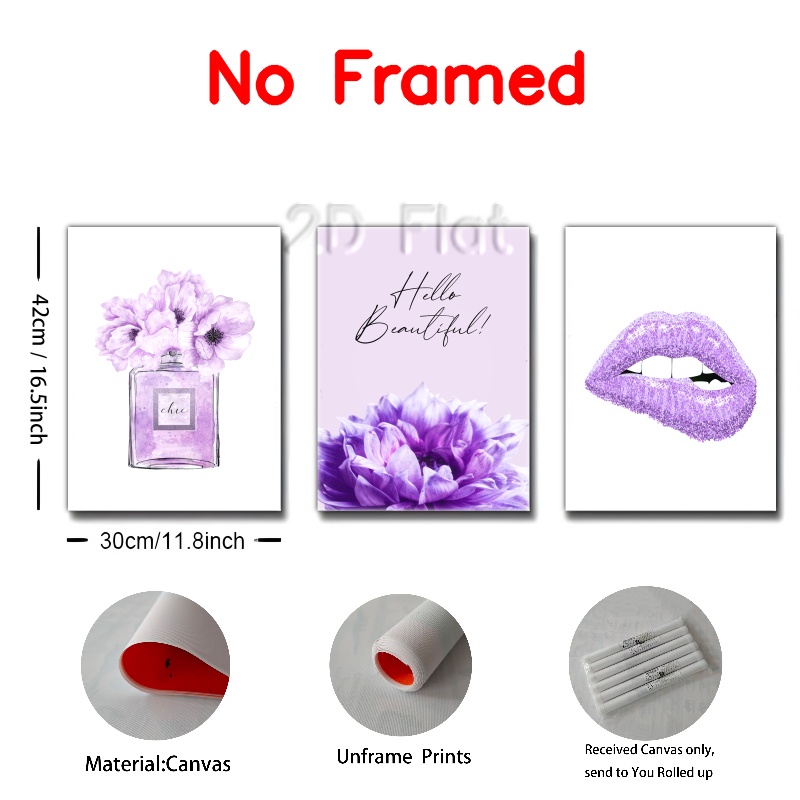 No Framed
2D Flat
42cm / 16.5inch
chic
Hello
Beautiful!
30cm/11.8inch
Material:Canvas
Unframe Prints
Received Canvas only,
send to You Rolled up